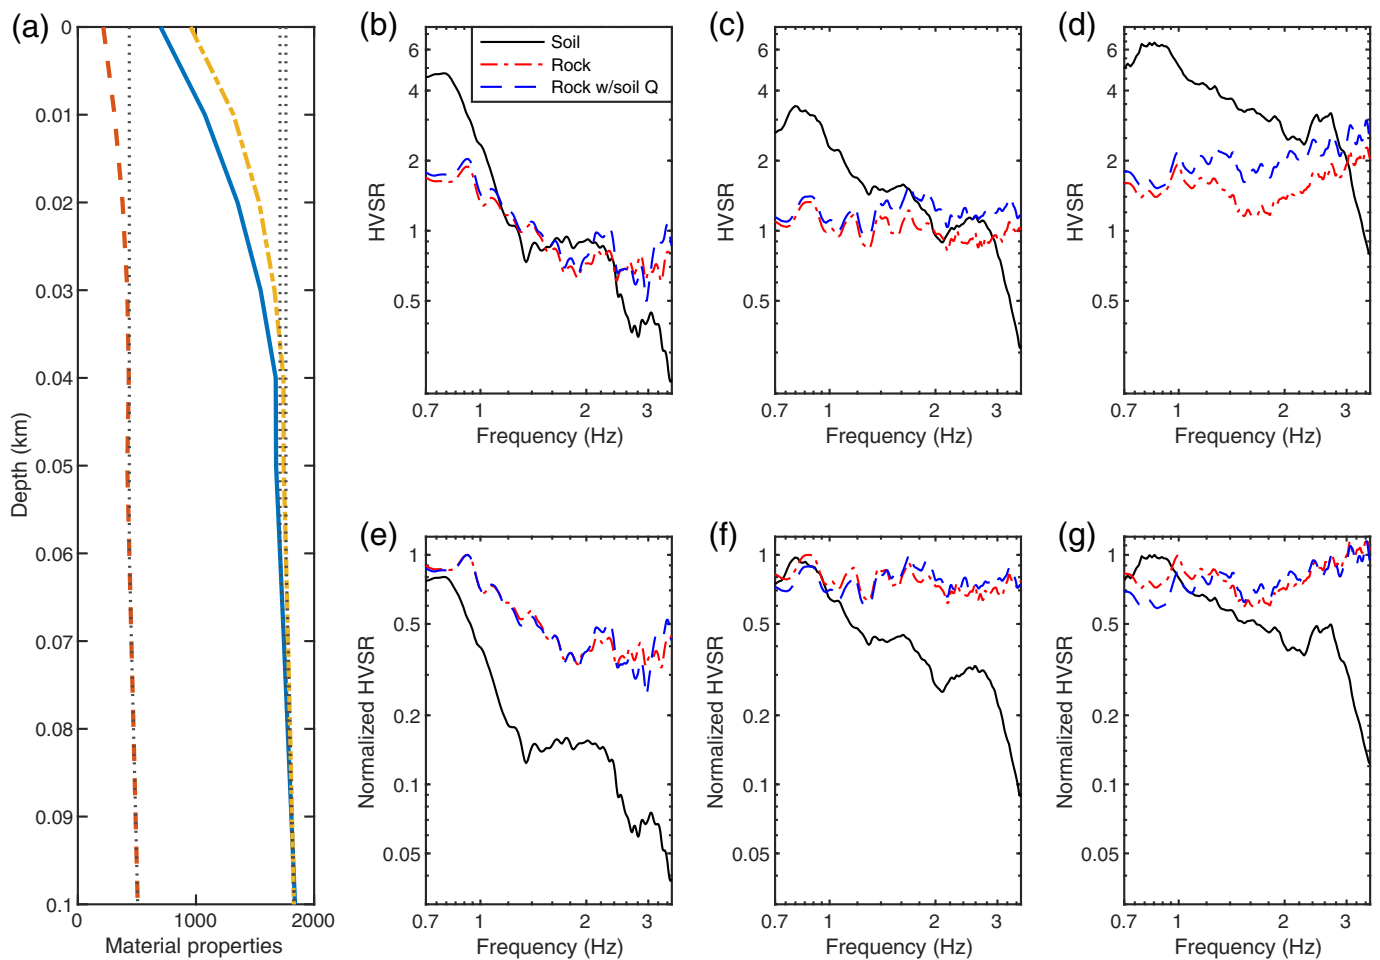 (a)
0
0.01
0.02
0.03
0.04
0.05
0.06
0.07
0.08
0.09
0.1
Depth (km)
0 1000 2000
Material properties
(b)
Soil
Rock
Rock w/soil Q
6
4
2
1
0.5
HVSR
0.7 1 2 3
Frequency (Hz)
(c)
6
4
2
1
0.5
HVSR
0.7 1 2 3
Frequency (Hz)
(d)
6
4
2
1
0.5
HVSR
0.7 1 2 3
Frequency (Hz)
(e)
1
0.5
0.2
0.1
0.05
Normalized HVSR
0.7 1 2 3
Frequency (Hz)
(f)
1
0.5
0.2
0.1
0.05
Normalized HVSR
0.7 1 2 3
Frequency (Hz)
(g)
1
0.5
0.2
0.1
0.05
Normalized HVSR
0.7 1 2 3
Frequency (Hz)